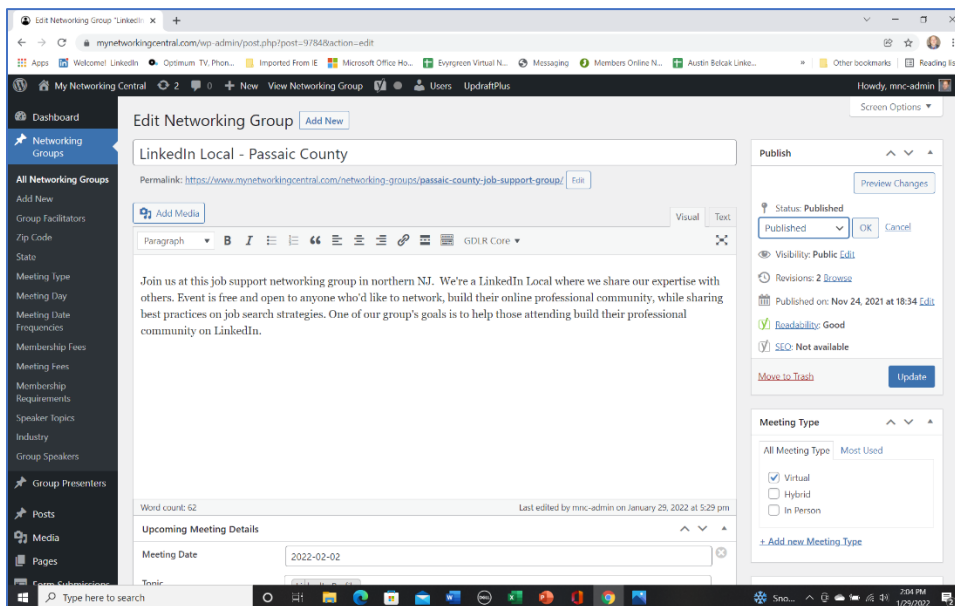 Edit Networking Group "LinkedIn
mynetworkingcentral.com/wp-admin/post.php?post=9784&action=edit
Apps Welcome! LinkedIn Optimum TV, Phon... Imported From IE Microsoft Office Ho... Evyrgreen Virtual N... Messaging Members Online N... Austin Belcak Linke... » Other bookmarks Reading lis
My Networking Central 2 0 + New View Networking Group Users UpdraftPlus Howdy, mnc-admin
Screen Options ▼
Dashboard
Networking Groups
All Networking Groups
Add New
Group Facilitators
Zip Code
State
Meeting Type
Meeting Day
Meeting Date
Frequencies
Membership Fees
Meeting Fees
Membership
Requirements
Speaker Topics
Industry
Group Speakers
Group Presenters
Posts
Media
Pages
Form Submissions
Edit Networking Group Add New
LinkedIn Local - Passaic County
Permalink: https://www.mynetworkingcentral.com/networking-groups/passaic-county-job-support-group/ Edit
Add Media Visual Text
Paragraph ▼ B I GDLR Core ▼
Join us at this job support networking group in northern NJ. We're a LinkedIn Local where we share our expertise with
others. Event is free and open to anyone who'd like to network, build their online professional community, while sharing
best practices on job search strategies. One of our group's goals is to help those attending build their professional
community on LinkedIn.
Word count: 62 Last edited by mnc-admin on January 29, 2022 at 5:29 pm
Upcoming Meeting Details
Meeting Date 2022-02-02
Topic
Publish
Preview Changes
Status: Published
Published OK Cancel
Visibility: Public Edit
Revisions: 2 Browse
Published on: Nov 24, 2021 at 18:34 Edit
Readability: Good
SEO: Not available
Move to Trash Update
Meeting Type
All Meeting Type Most Used
Virtual
Hybrid
In Person
+ Add new Meeting Type
Type here to search Sno... 2:04 PM
1/29/2022